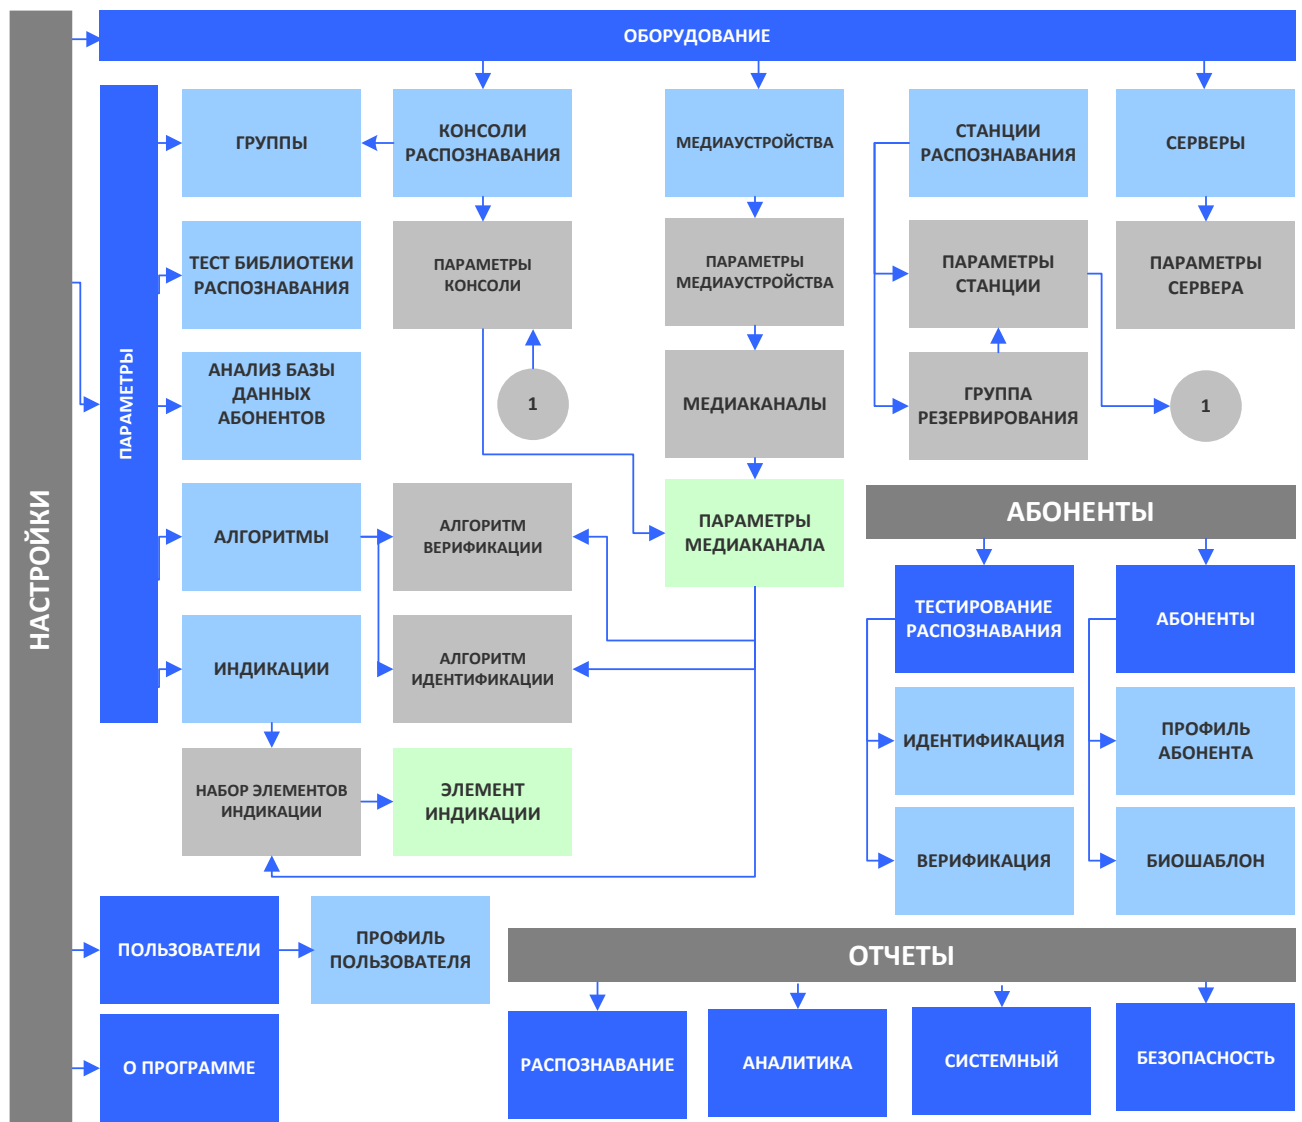 НАСТРОЙКИ
ОБОРУДОВАНИЕ
ПАРАМЕТРЫ
ГРУППЫ
КОНСОЛИ
РАСПОЗНАВАНИЯ
МЕДИАУСТРОЙСТВА
СТАНЦИИ
РАСПОЗНАВАНИЯ
СЕРВЕРЫ
ТЕСТ БИБЛИОТЕКИ
РАСПОЗНАВАНИЯ
ПАРАМЕТРЫ
КОНСОЛИ
ПАРАМЕТРЫ
МЕДИАУСТРОЙСТВА
ПАРАМЕТРЫ
СТАНЦИИ
ПАРАМЕТРЫ
СЕРВЕРА
АНАЛИЗ БАЗЫ
ДАННЫХ
АБОНЕНТОВ
1
МЕДИАКАНАЛЫ
ГРУППА
РЕЗЕРВИРОВАНИЯ
1
АЛГОРИТМЫ
АЛГОРИТМ
ВЕРИФИКАЦИИ
ПАРАМЕТРЫ
МЕДИАКАНАЛА
АБОНЕНТЫ
ТЕСТИРОВАНИЕ
РАСПОЗНАВАНИЯ
АБОНЕНТЫ
ИНДИКАЦИИ
АЛГОРИТМ
ИДЕНТИФИКАЦИИ
ИДЕНТИФИКАЦИЯ
ПРОФИЛЬ
АБОНЕНТА
НАБОР ЭЛЕМЕНТОВ
ИНДИКАЦИИ
ЭЛЕМЕНТ
ИНДИКАЦИИ
ВЕРИФИКАЦИЯ
БИОШАБЛОН
ПОЛЬЗОВАТЕЛИ
ПРОФИЛЬ
ПОЛЬЗОВАТЕЛЯ
ОТЧЕТЫ
О ПРОГРАММЕ
РАСПОЗНАВАНИЕ
АНАЛИТИКА
СИСТЕМНЫЙ
БЕЗОПАСНОСТЬ